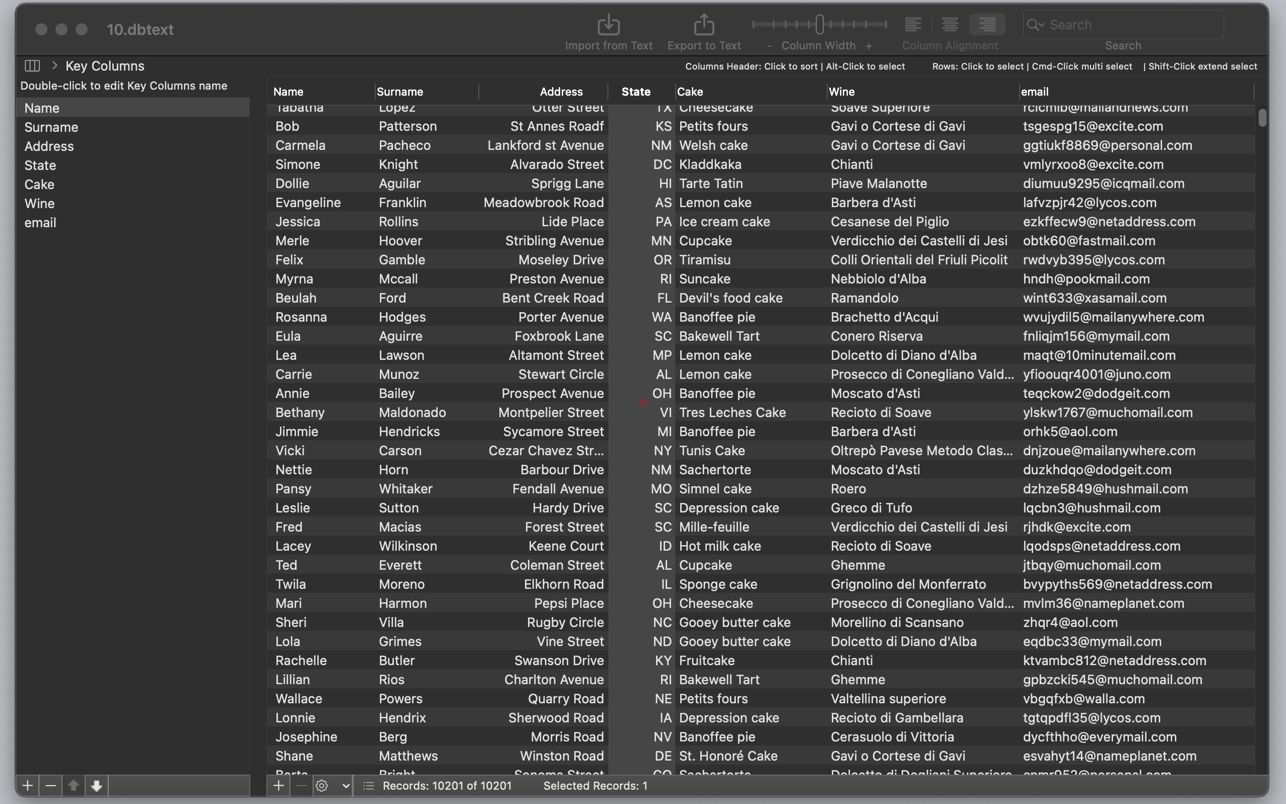 10.dbtext
Import from Text Export to Text - Column Width + Column Alignment Search
Search
Key Columns
Columns Header: Click to sort | Alt-Click to select Rows: Click to select | Cmd-Click multi select | Shift-Click extend select
Double-click to edit Key Columns name
Name
Surname
Address
State
Cake
Wine
email
Name Surname Address State Cake Wine email
Tabatha Lopez Otter Street TX Cheesecake Soave Superiore rcicmib@mailandnews.com
Bob Patterson St Annes Roadf KS Petits fours Gavi o Cortese di Gavi tsgespg15@excite.com
Carmela Pacheco Lankford st Avenue NM Welsh cake Gavi o Cortese di Gavi ggtiukf8869@personal.com
Simone Knight Alvarado Street DC Kladdkaka Chianti vmlyrxoo8@excite.com
Dollie Aguilar Sprigg Lane HI Tarte Tatin Piave Malanotte diumuu9295@icqmail.com
Evangeline Franklin Meadowbrook Road AS Lemon cake Barbera d'Asti lafvzpjr42@lycos.com
Jessica Rollins Lide Place PA Ice cream cake Cesanese del Piglio ezkffecw9@netaddress.com
Merle Hoover Stribling Avenue MN Cupcake Verdicchio dei Castelli di Jesi obtk60@fastmail.com
Felix Gamble Moseley Drive OR Tiramisu Colli Orientali del Friuli Picolit rwdvyb395@lycos.com
Myrna Mccall Preston Avenue RI Suncake Nebbiolo d'Alba hndh@pookmail.com
Beulah Ford Bent Creek Road FL Devil's food cake Ramandolo wint633@xasamail.com
Rosanna Hodges Porter Avenue WA Banoffee pie Brachetto d'Acqui wvujydil5@mailanywhere.com
Eula Aguirre Foxbrook Lane SC Bakewell Tart Conero Riserva fnliqjm156@mymail.com
Lea Lawson Altamont Street MP Lemon cake Dolcetto di Diano d'Alba maqt@10minutemail.com
Carrie Munoz Stewart Circle AL Lemon cake Prosecco di Conegliano Vald... yfioouqr4001@juno.com
Annie Bailey Prospect Avenue OH Banoffee pie Moscato d'Asti teqckow2@dodgeit.com
Bethany Maldonado Montpelier Street VI Tres Leches Cake Recioto di Soave ylskw1767@muchomail.com
Jimmie Hendricks Sycamore Street MI Banoffee pie Barbera d'Asti orhk5@aol.com
Vicki Carson Cezar Chavez Str... NY Tunis Cake Oltrepò Pavese Metodo Clas... dnjzoue@mailanywhere.com
Nettie Horn Barbour Drive NM Sachertorte Moscato d'Asti duzkhdqo@dodgeit.com
Pansy Whitaker Fendall Avenue MO Simnel cake Roero dzhze5849@hushmail.com
Leslie Sutton Hardy Drive SC Depression cake Greco di Tufo lqcbn3@hushmail.com
Fred Macias Forest Street SC Mille-feuille Verdicchio dei Castelli di Jesi rjhdk@excite.com
Lacey Wilkinson Keene Court ID Hot milk cake Recioto di Soave lqodsps@netaddress.com
Ted Everett Coleman Street AL Cupcake Ghemme jtbqy@muchomail.com
Twila Moreno Elkhorn Road IL Sponge cake Grignolino del Monferrato bvypyths569@netaddress.com
Mari Harmon Pepsi Place OH Cheesecake Prosecco di Conegliano Vald... mvlm36@nameplanet.com
Sheri Villa Rugby Circle NC Gooey butter cake Morellino di Scansano zhqr4@aol.com
Lola Grimes Vine Street ND Gooey butter cake Dolcetto di Diano d'Alba eqdbc33@mymail.com
Rachelle Butler Swanson Drive KY Fruitcake Chianti ktvambc812@netaddress.com
Lillian Rios Charlton Avenue RI Bakewell Tart Ghemme gpbzcki545@muchomail.com
Wallace Powers Quarry Road NE Petits fours Valtellina superiore vbgqfxb@walla.com
Lonnie Hendrix Sherwood Road IA Depression cake Recioto di Gambellara tgtqpdfl35@lycos.com
Josephine Berg Morris Road NV Banoffee pie Cerasuolo di Vittoria dycfthho@everymail.com
Shane Matthews Winston Road DE St. Honoré Cake Gavi o Cortese di Gavi esvahyt14@nameplanet.com
Bright Sonoma Street CO Sachertorte Dolcetto di Dogliani Superiore
Records: 10201 of 10201 Selected Records: 1